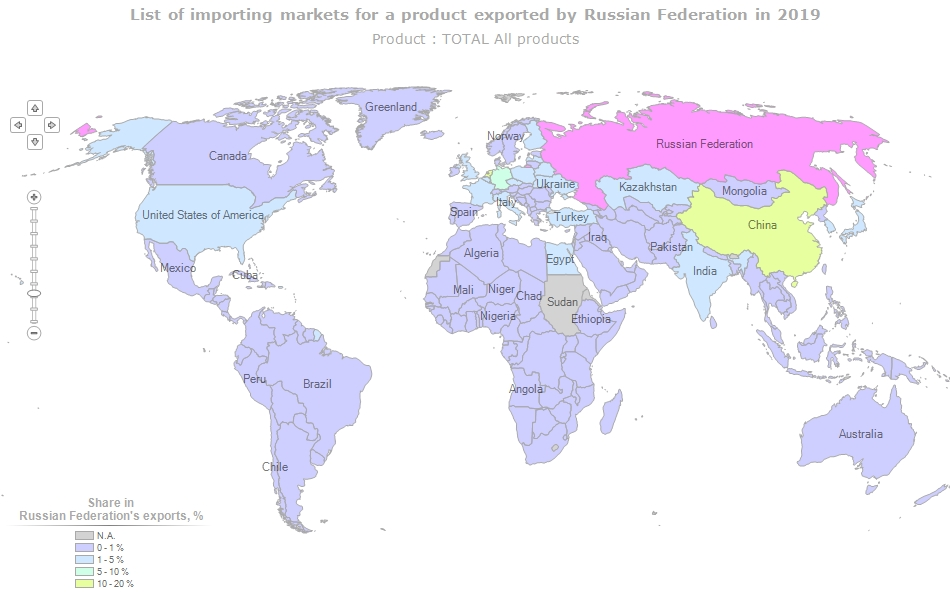 List of importing markets for a product exported by Russian Federation in 2019
Product : TOTAL All products
Greenland
Norway
Canada
Russian Federation
Ukraine
Kazakhstan
Mongolia
United States of America
Spain
Italy
Turkey
China
Iraq
Pakistan
Algeria
Egypt
India
Mexico
Cuba
Mali
Niger
Chad
Sudan
Nigeria
Ethiopia
Peru
Brazil
Angola
Australia
Chile
Share in
Russian Federation's exports, %
N.A.
0 - 1 %
1 - 5 %
5 - 10 %
10 - 20 %